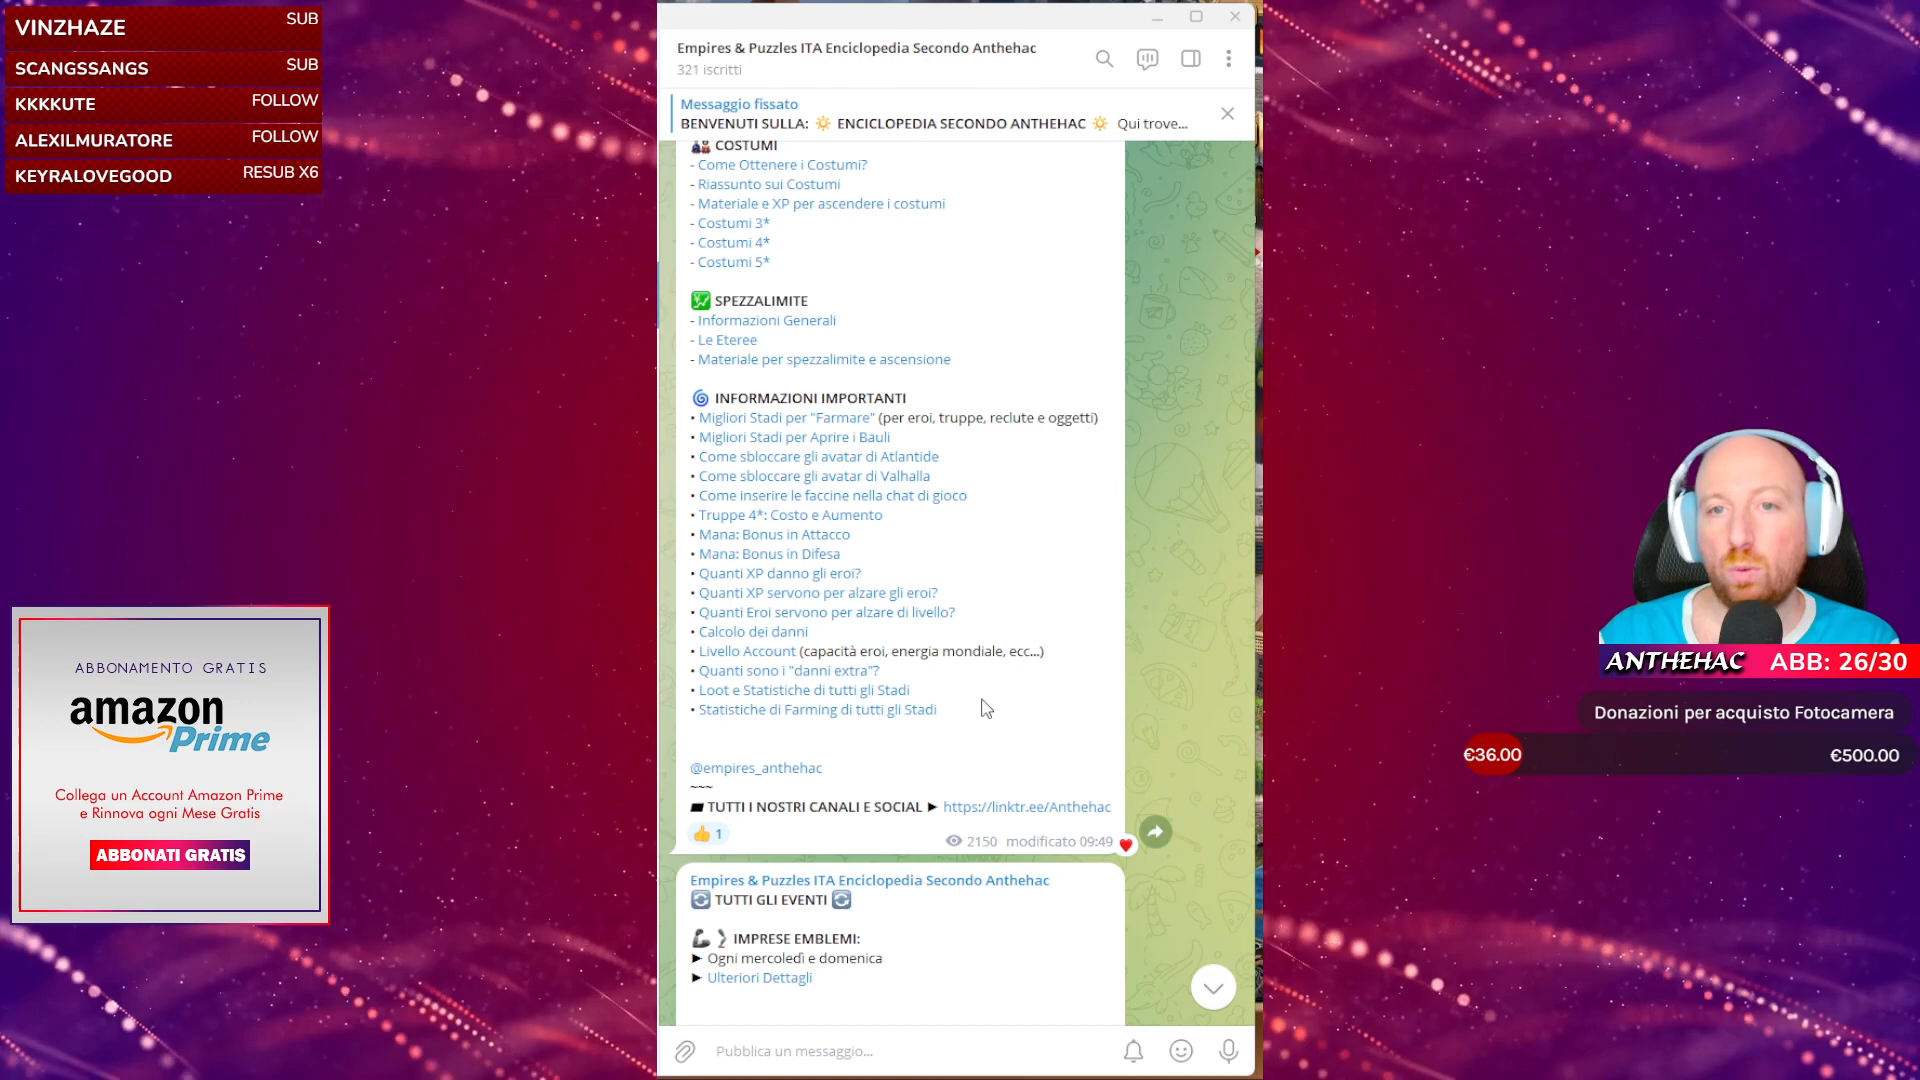 VINZHAZE SUB
SCANGSSANGS SUB
KKKKUTE FOLLOW
ALEXILMURATORE FOLLOW
KEYRALOVEGOOD RESUB X6
ABBONAMENTO GRATIS
amazon
Prime
Collega un Account Amazon Prime
e Rinnova ogni Mese Gratis
ABBONATI GRATIS
Empires & Puzzles ITA Enciclopedia Secondo Anthehac
321 iscritti
Messaggio fissato
BENVENUTI SULLA: ☀️ ENCICLOPEDIA SECONDO ANTHEHAC ☀️ Qui trove...
COSTUMI
- Come Ottenere i Costumi?
- Riassunto sui Costumi
- Materiale e XP per ascendere i costumi
- Costumi 3*
- Costumi 4*
- Costumi 5*
SPEZZALIMITE
- Informazioni Generali
- Le Eteree
- Materiale per spezzalimite e ascensione
🌀 INFORMAZIONI IMPORTANTI
• Migliori Stadi per "Farmare" (per eroi, truppe, reclute e oggetti)
• Migliori Stadi per Aprire i Bauli
• Come sbloccare gli avatar di Atlantide
• Come sbloccare gli avatar di Valhalla
• Come inserire le faccine nella chat di gioco
• Truppe 4*: Costo e Aumento
• Mana: Bonus in Attacco
• Mana: Bonus in Difesa
• Quanti XP danno gli eroi?
• Quanti XP servono per alzare gli eroi?
• Quanti Eroi servono per alzare di livello?
• Calcolo dei danni
• Livello Account (capacità eroi, energia mondiale, ecc...)
• Quanti sono i "danni extra"?
• Loot e Statistiche di tutti gli Stadi
• Statistiche di Farming di tutti gli Stadi
@empires_anthehac
~~~
TUTTI I NOSTRI CANALI E SOCIAL ► https://linktr.ee/Anthehac
👍 1
2150 modificato 09:49
Empires & Puzzles ITA Enciclopedia Secondo Anthehac
🔄 TUTTI GLI EVENTI 🔄
IMPRESE EMBLEMI:
► Ogni mercoledì e domenica
► Ulteriori Dettagli
Pubblica un messaggio...
ANTHEHAC ABB: 26/30
Donazioni per acquisto Fotocamera
€36.00 €500.00